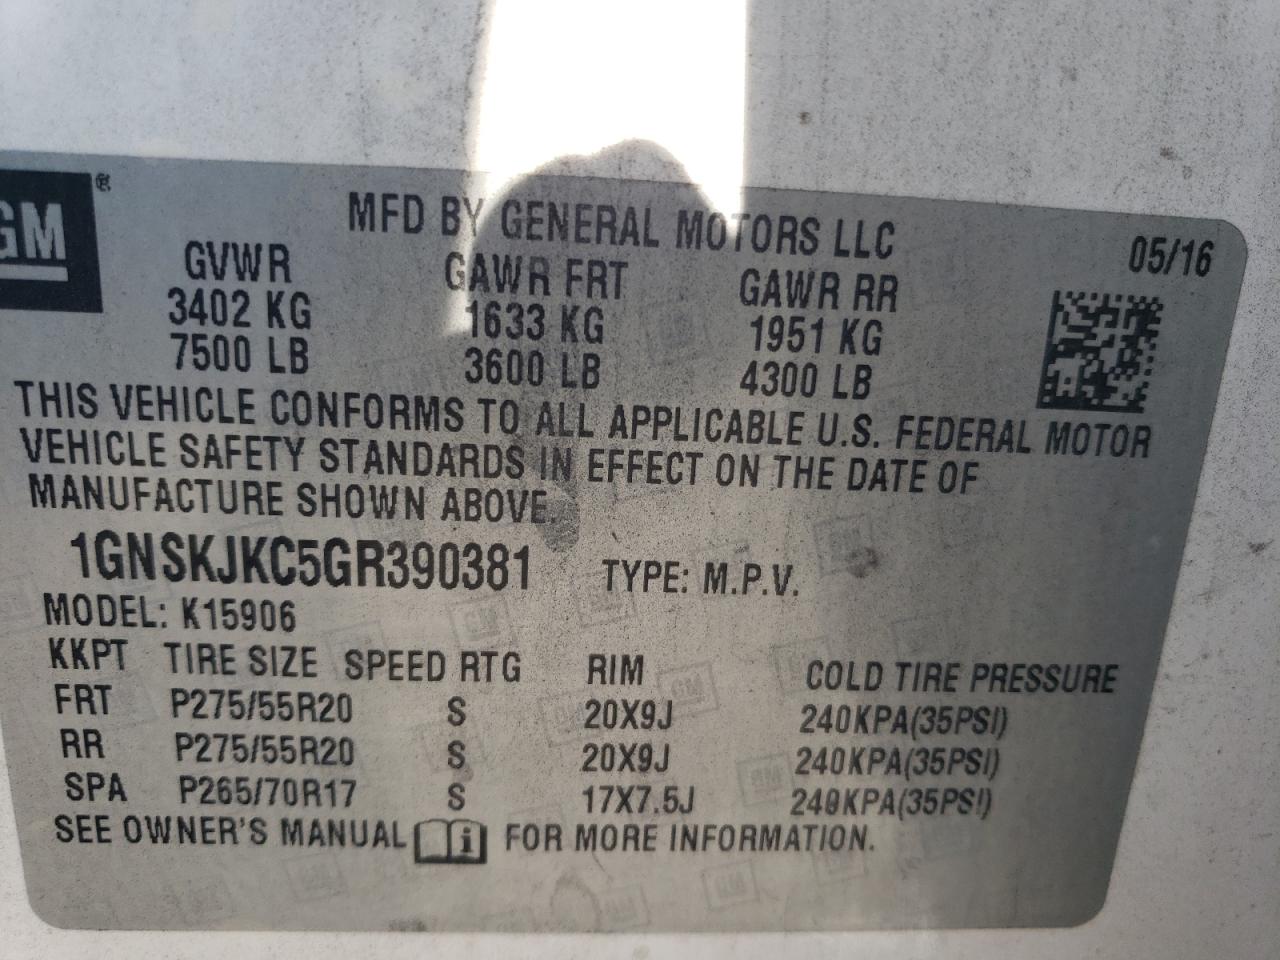 GM®
MFD BY GENERAL MOTORS LLC 05/16
GVWR GAWR FRT GAWR RR
3402 KG 1633 KG 1951 KG
7500 LB 3600 LB 4300 LB
THIS VEHICLE CONFORMS TO ALL APPLICABLE U.S. FEDERAL MOTOR
VEHICLE SAFETY STANDARDS IN EFFECT ON THE DATE OF
MANUFACTURE SHOWN ABOVE.
1GNSKJKC5GR390381 TYPE: M.P.V.
MODEL: K15906
KKPT TIRE SIZE SPEED RTG RIM COLD TIRE PRESSURE
FRT P275/55R20 S 20X9J 240KPA(35PSI)
RR P275/55R20 S 20X9J 240KPA(35PSI)
SPA P265/70R17 S 17X7.5J 240KPA(35PSI)
SEE OWNER'S MANUAL i FOR MORE INFORMATION.